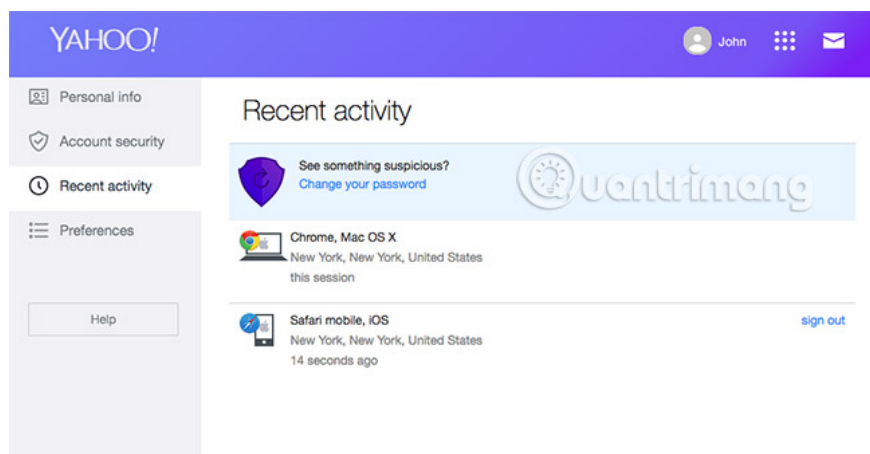 YAHOO!
John
Personal info
Account security
Recent activity
Preferences
Help
Recent activity
See something suspicious?
Change your password
Quantrimang
Chrome, Mac OS X
New York, New York, United States
this session
Safari mobile, iOS
sign out
New York, New York, United States
14 seconds ago